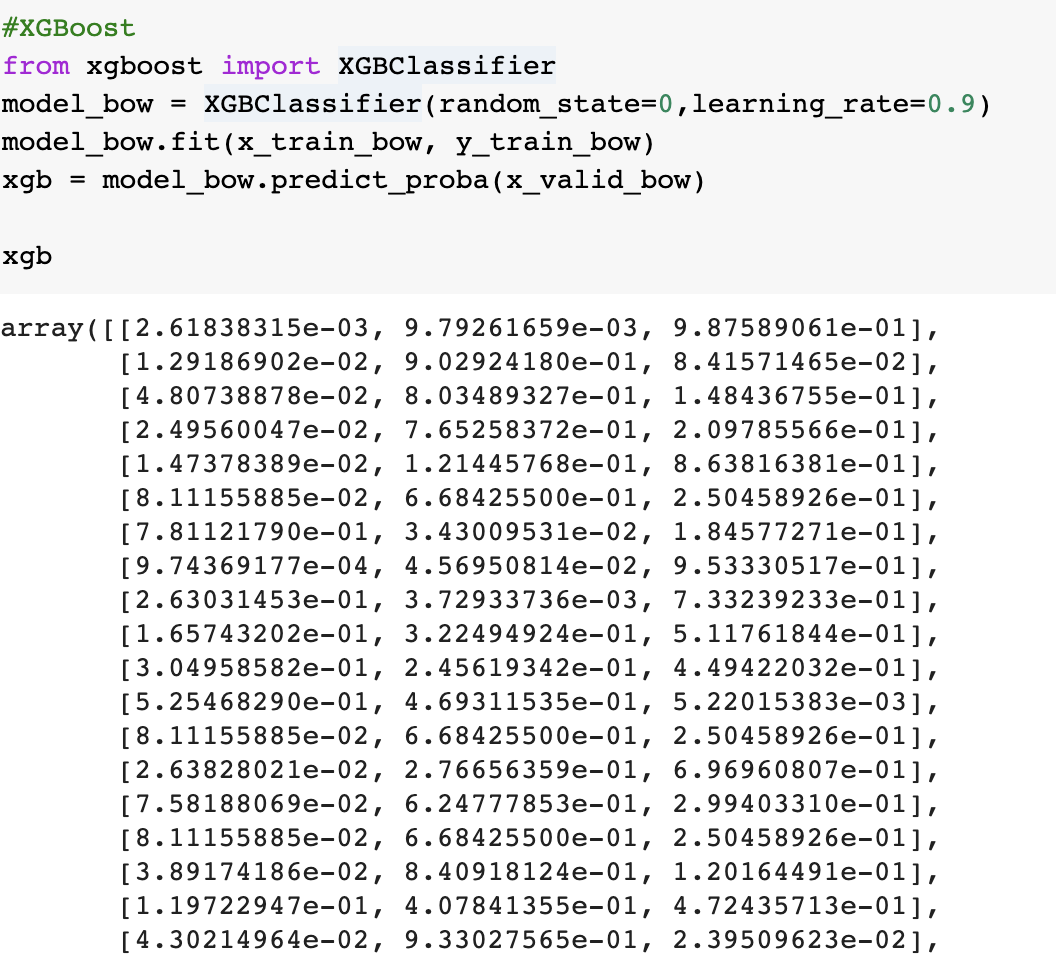 #XGBoost
from xgboost import XGBClassifier
model_bow = XGBClassifier(random_state=0,learning_rate=0.9)
model_bow.fit(x_train_bow, y_train_bow)
xgb = model_bow.predict_proba(x_valid_bow)
xgb
array([[2.61838315e-03, 9.79261659e-03, 9.87589061e-01],
[1.29186902e-02, 9.02924180e-01, 8.41571465e-02],
[4.80738878e-02, 8.03489327e-01, 1.48436755e-01],
[2.49560047e-02, 7.65258372e-01, 2.09785566e-01],
[1.47378389e-02, 1.21445768e-01, 8.63816381e-01],
[8.11155885e-02, 6.68425500e-01, 2.50458926e-01],
[7.81121790e-01, 3.43009531e-02, 1.84577271e-01],
[9.74369177e-04, 4.56950814e-02, 9.53330517e-01],
[2.63031453e-01, 3.72933736e-03, 7.33239233e-01],
[1.65743202e-01, 3.22494924e-01, 5.11761844e-01],
[3.04958582e-01, 2.45619342e-01, 4.49422032e-01],
[5.25468290e-01, 4.69311535e-01, 5.22015383e-03],
[8.11155885e-02, 6.68425500e-01, 2.50458926e-01],
[2.63828021e-02, 2.76656359e-01, 6.96960807e-01],
[7.58188069e-02, 6.24777853e-01, 2.99403310e-01],
[8.11155885e-02, 6.68425500e-01, 2.50458926e-01],
[3.89174186e-02, 8.40918124e-01, 1.20164491e-01],
[1.19722947e-01, 4.07841355e-01, 4.72435713e-01],
[4.30214964e-02, 9.33027565e-01, 2.39509623e-02],